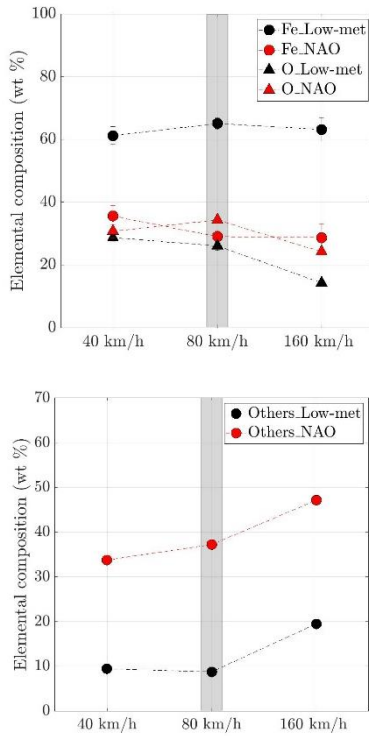 100
80
60
40
20
0
Elemental composition (wt %)
Fe_Low-met
Fe_NAO
O_Low-met
O_NAO
40 km/h
80 km/h
160 km/h
70
60
50
40
30
20
10
0
Elemental composition (wt %)
Others_Low-met
Others_NAO
40 km/h
80 km/h
160 km/h